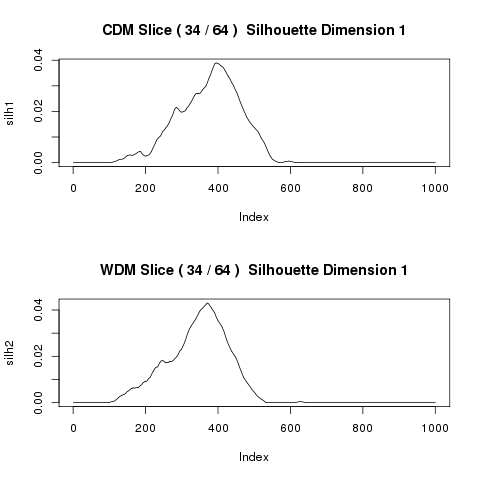 CDM Slice ( 34 / 64 )  Silhouette Dimension 1
silh1
0.04
0.02
0.00
0 200 400 600 800 1000
Index
WDM Slice ( 34 / 64 )  Silhouette Dimension 1
silh2
0.04
0.02
0.00
0 200 400 600 800 1000
Index